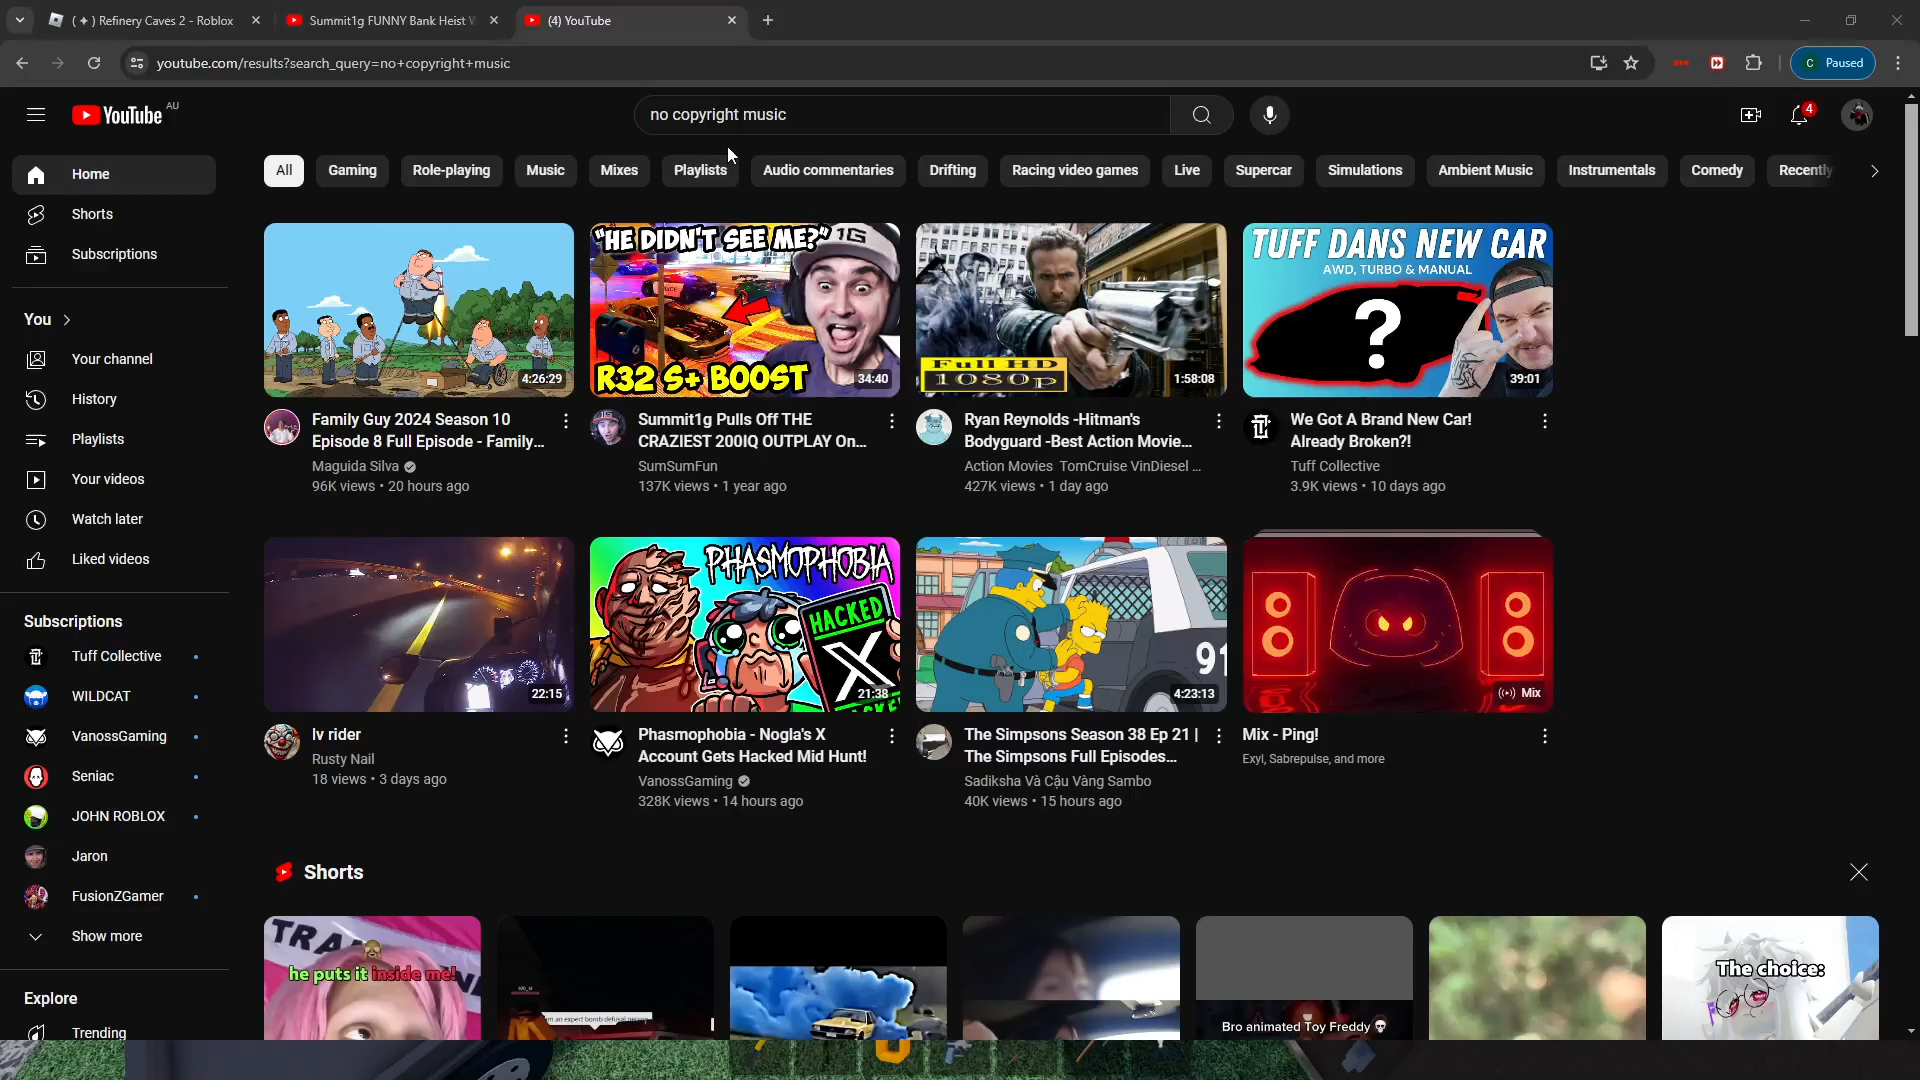 ( ✦ ) Refinery Caves 2 - Roblox
Summit1g FUNNY Bank Heist
(4) YouTube
youtube.com/results?search_query=no+copyright+music
C Paused
YouTube AU
no copyright music
4
All
Gaming
Role-playing
Music
Mixes
Playlists
Audio commentaries
Drifting
Racing video games
Live
Supercar
Simulations
Ambient Music
Instrumentals
Comedy
Recently
Home
Shorts
Subscriptions
You
Your channel
History
Playlists
Your videos
Watch later
Liked videos
Subscriptions
Tuff Collective
WILDCAT
VanossGaming
Seniac
JOHN ROBLOX
Jaron
FusionZGamer
Show more
Explore
Trending
4:26:29
Family Guy 2024 Season 10
Episode 8 Full Episode - Family...
Maguida Silva
96K views • 20 hours ago
"HE DIDN'T SEE ME?" 1G
R32 S+ BOOST
34:40
Summit1g Pulls Off THE
CRAZIEST 200IQ OUTPLAY On...
SumSumFun
137K views • 1 year ago
Full HD
1080p
1:58:08
Ryan Reynolds -Hitman's
Bodyguard -Best Action Movie...
Action Movies TomCruise VinDiesel ...
427K views • 1 day ago
TUFF DANS NEW CAR
AWD, TURBO & MANUAL
?
39:01
We Got A Brand New Car!
Already Broken?!
Tuff Collective
3.9K views • 10 days ago
22:15
lv rider
Rusty Nail
18 views • 3 days ago
PHASMOPHOBIA
HACKED
X
21:38
Phasmophobia - Nogla's X
Account Gets Hacked Mid Hunt!
VanossGaming
328K views • 14 hours ago
91
4:23:13
The Simpsons Season 38 Ep 21 |
The Simpsons Full Episodes...
Sadiksha Và Cậu Vàng Sambo
40K views • 15 hours ago
Mix
Mix - Ping!
Exyl, Sabrepulse, and more
Shorts
TRA
he puts it inside me!
am an expert bomb defusal
Bro animated Toy Freddy 💀
The choice: